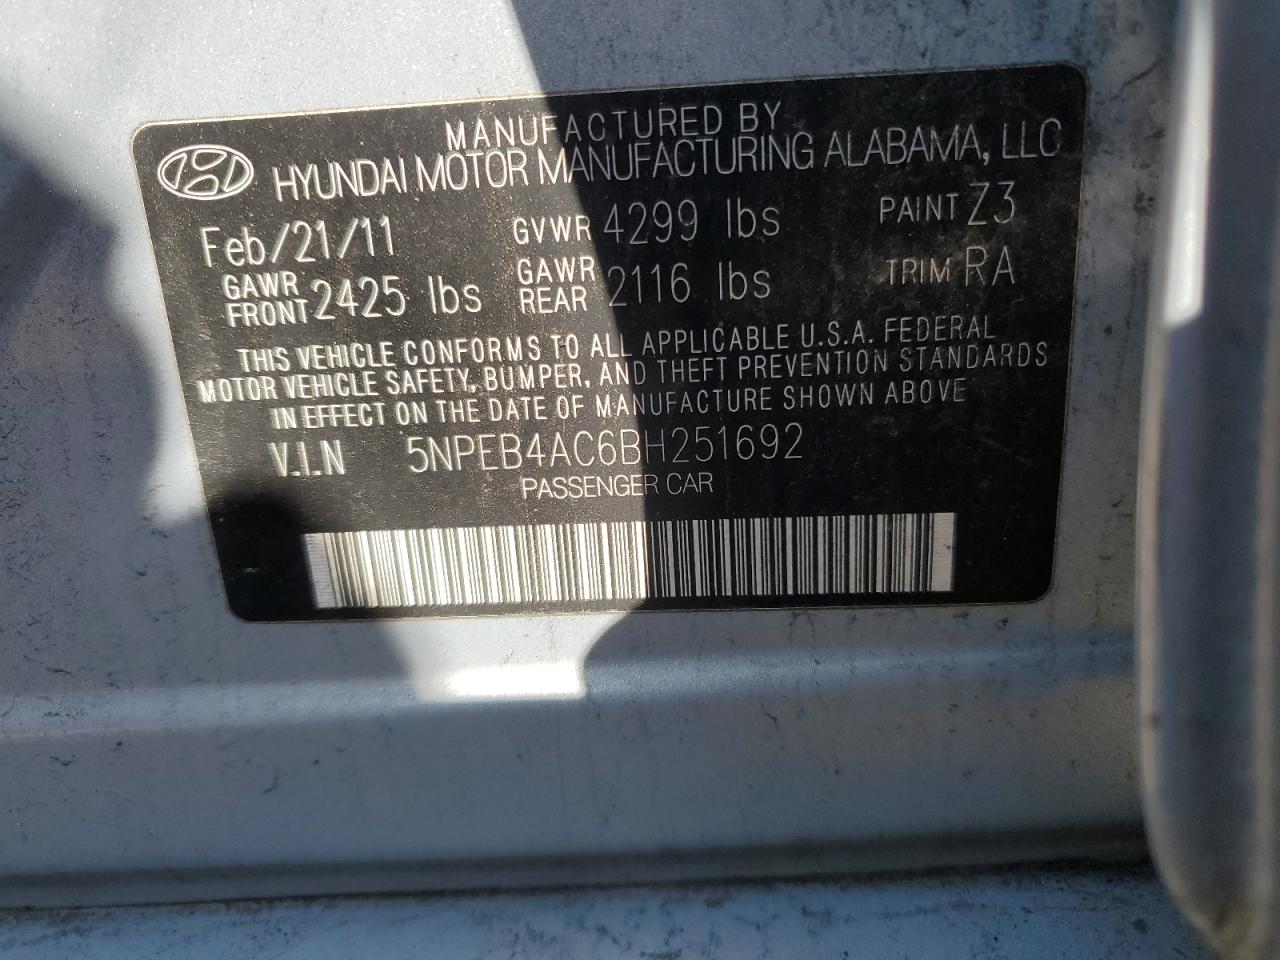 MANUFACTURED BY
HYUNDAI MOTOR MANUFACTURING ALABAMA, LLC
Feb/21/11 GVWR 4299 lbs PAINT Z3
GAWR FRONT 2425 lbs GAWR REAR 2116 lbs TRIM RA
THIS VEHICLE CONFORMS TO ALL APPLICABLE U.S.A. FEDERAL
MOTOR VEHICLE SAFETY, BUMPER, AND THEFT PREVENTION STANDARDS
IN EFFECT ON THE DATE OF MANUFACTURE SHOWN ABOVE
V.I.N 5NPEB4AC6BH251692
PASSENGER CAR